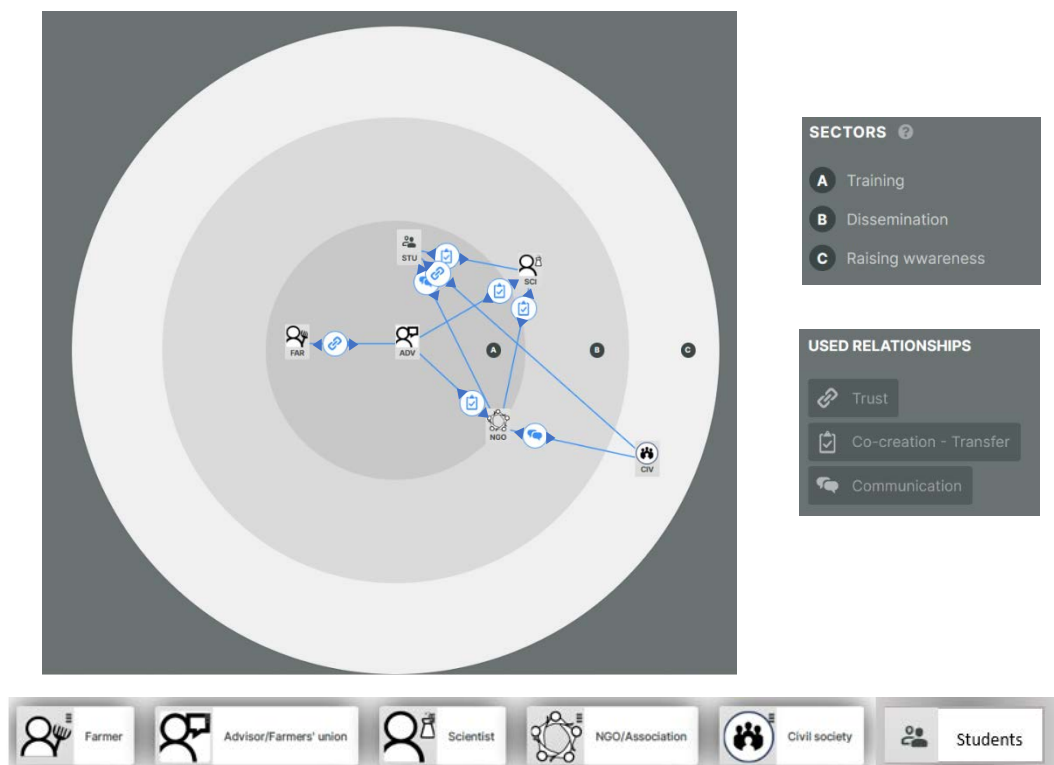 STU
SCI
FAR
ADV
A
B
C
NGO
CIV
SECTORS ?
A Training
B Dissemination
C Raising wwareness
USED RELATIONSHIPS
Trust
Co-creation - Transfer
Communication
Farmer
Advisor/Farmers' union
Scientist
NGO/Association
Civil society
Students